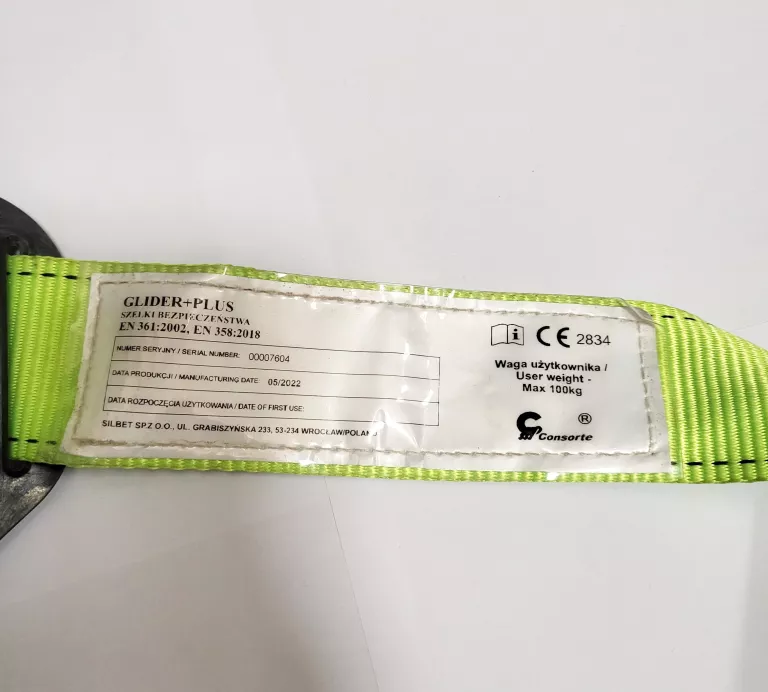 GLIDER+PLUS
SZELKI BEZPIECZEŃSTWA
EN 361:2002, EN 358:2018
NUMER SERYJNY / SERIAL NUMBER: 00007604
DATA PRODUKCJI / MANUFACTURING DATE 05/2022
DATA ROZPOCZĘCIA UŻYTKOWANIA / DATE OF FIRST USE:
SILBET SP.Z O.O., UL. GRABISZYŃSKA 233, 53-234 WROCŁAW/POLAND
i CE 2834
Waga użytkownika /
User weight -
Max 100kg
®
Consorte